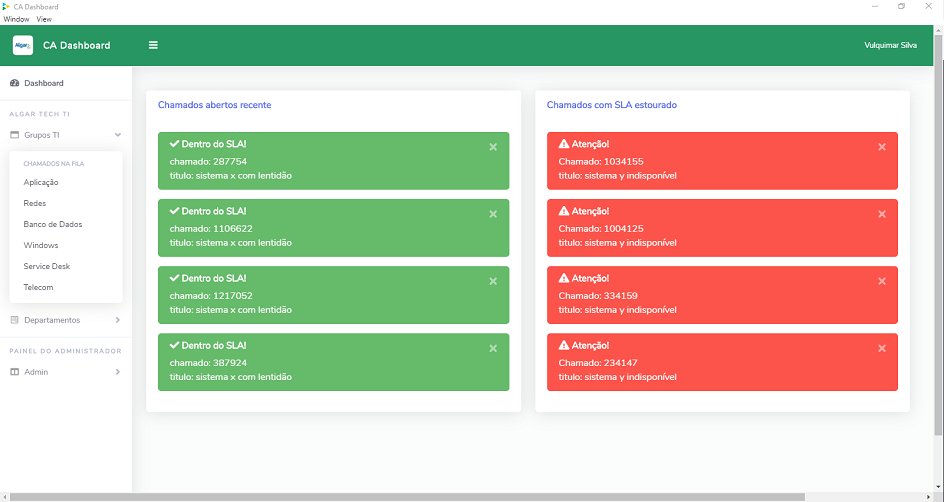 CA Dashboard
Window View
Algar
CA Dashboard
Vulquimar Silva
Dashboard
ALGAR TECH TI
Grupos TI
CHAMADOS NA FILA
Aplicação
Redes
Banco de Dados
Windows
Service Desk
Telecom
Departamentos
PAINEL DO ADMINISTRADOR
Admin
Chamados abertos recente
Dentro do SLA!
chamado: 287754
titulo: sistema x com lentidão
Dentro do SLA!
chamado: 1106622
titulo: sistema x com lentidão
Dentro do SLA!
chamado: 1217052
titulo: sistema x com lentidão
Dentro do SLA!
chamado: 387924
titulo: sistema x com lentidão
Chamados com SLA estourado
Atenção!
Chamado: 1034155
titulo: sistema y indisponível
Atenção!
Chamado: 1004125
titulo: sistema y indisponível
Atenção!
Chamado: 334159
titulo: sistema y indisponível
Atenção!
Chamado: 234147
titulo: sistema y indisponível